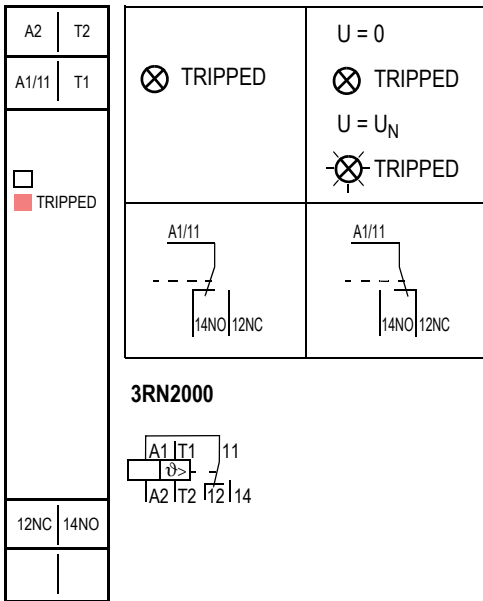 A2 T2
A1/11 T1
TRIPPED
12NC 14NO
TRIPPED
U = 0
TRIPPED
U = U_N
TRIPPED
A1/11
14NO 12NC
A1/11
14NO 12NC
3RN2000
A1 T1 11
ϑ>
A2 T2 12 14